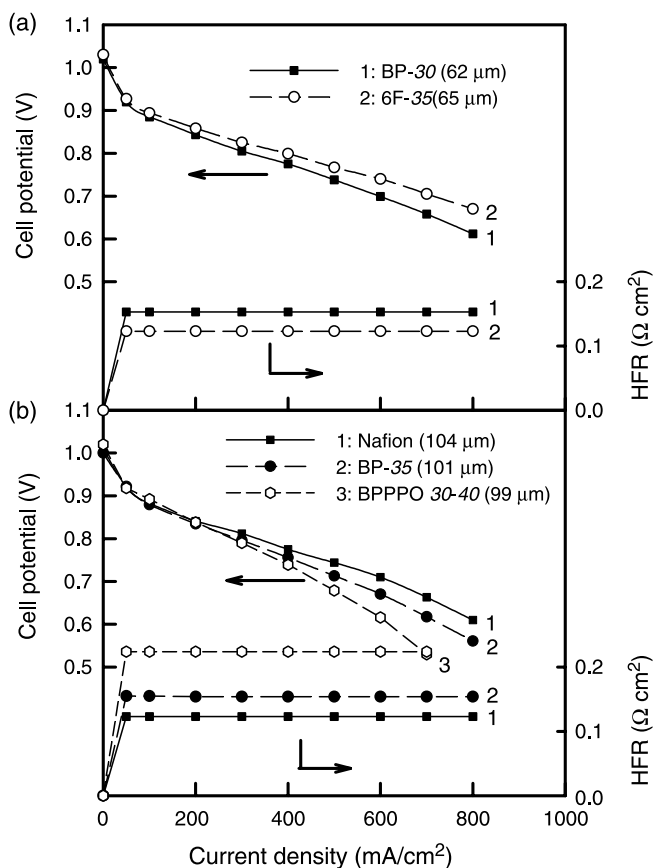 (a)
1.1
1.0
0.9
0.8
0.7
0.6
0.5
Cell potential (V)
1: BP-30 (62 μm)
2: 6F-35(65 μm)
2
1
1
2
0.2
0.1
0.0
HFR (Ω cm²)
(b)
1.1
1.0
0.9
0.8
0.7
0.6
0.5
Cell potential (V)
1: Nafion (104 μm)
2: BP-35 (101 μm)
3: BPPPO 30-40 (99 μm)
1
2
3
2
1
0.2
0.1
0.0
HFR (Ω cm²)
0 200 400 600 800 1000
Current density (mA/cm²)